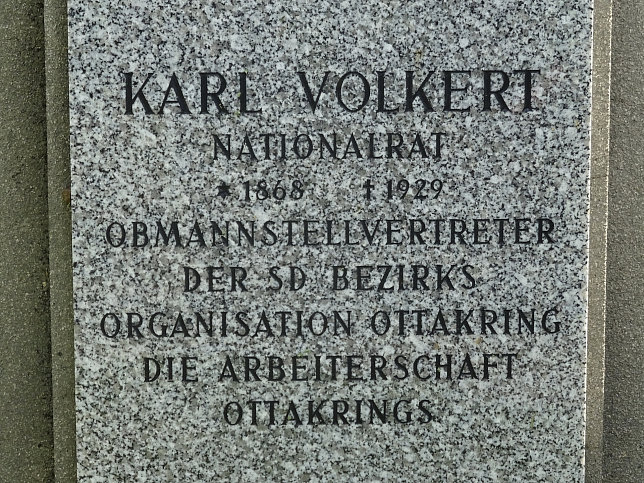 KARL VOLKERT
NATIONALRAT
* 1868 † 1929
OBMANNSTELLVERTRETER
DER SD BEZIRKS
ORGANISATION OTTAKRING
DIE ARBEITERSCHAFT
OTTAKRINGS